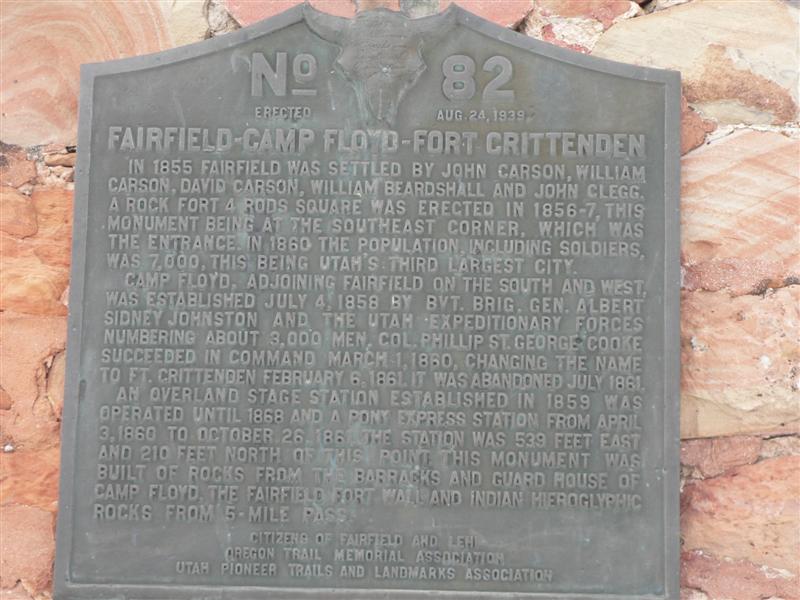 No 82
ERECTED AUG. 24, 1939
FAIRFIELD-CAMP FLOYD-FORT CRITTENDEN
IN 1855 FAIRFIELD WAS SETTLED BY JOHN CARSON, WILLIAM
CARSON, DAVID CARSON, WILLIAM BEARDSHALL AND JOHN CLEGG.
A ROCK FORT 4 RODS SQUARE WAS ERECTED IN 1856-7, THIS
MONUMENT BEING AT THE SOUTHEAST CORNER, WHICH WAS
THE ENTRANCE. IN 1860 THE POPULATION, INCLUDING SOLDIERS,
WAS 7,000, THIS BEING UTAH'S THIRD LARGEST CITY.
CAMP FLOYD, ADJOINING FAIRFIELD ON THE SOUTH AND WEST,
WAS ESTABLISHED JULY 4, 1858 BY BVT. BRIG. GEN. ALBERT
SIDNEY JOHNSTON AND THE UTAH EXPEDITIONARY FORCES
NUMBERING ABOUT 3,000 MEN. COL. PHILLIP ST. GEORGE COOKE
SUCCEEDED IN COMMAND MARCH 1, 1860, CHANGING THE NAME
TO FT. CRITTENDEN FEBRUARY 6, 1861. IT WAS ABANDONED JULY 1861.
AN OVERLAND STAGE STATION ESTABLISHED IN 1859 WAS
OPERATED UNTIL 1868 AND A PONY EXPRESS STATION FROM APRIL
3, 1860 TO OCTOBER 26, 1861. THE STATION WAS 539 FEET EAST
AND 210 FEET NORTH OF THIS POINT. THIS MONUMENT WAS
BUILT OF ROCKS FROM THE BARRACKS AND GUARD HOUSE OF
CAMP FLOYD, THE FAIRFIELD FORT WALL AND INDIAN HIEROGLYPHIC
ROCKS FROM 5-MILE PASS.
CITIZENS OF FAIRFIELD AND LEHI
OREGON TRAIL MEMORIAL ASSOCIATION
UTAH PIONEER TRAILS AND LANDMARKS ASSOCIATION